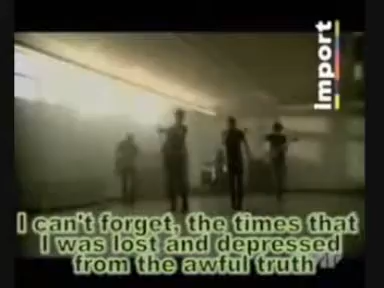 import
I can't forget, the times that
I was lost and depressed
from the awful truth